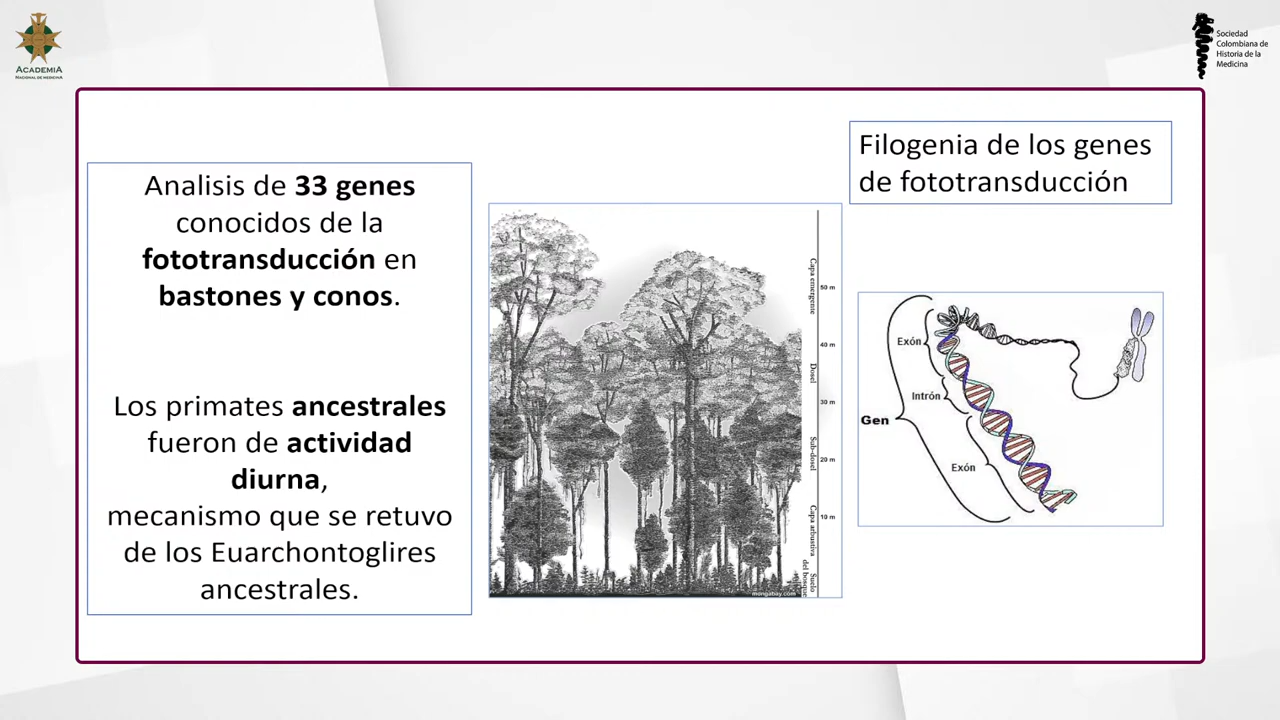 ACADEMIA
NACIONAL DE MEDICINA
Sociedad
Colombiana de
Historia de la
Medicina
Filogenia de los genes
de fototransducción
Analisis de 33 genes
conocidos de la
fototransducción en
bastones y conos.
Los primates ancestrales
fueron de actividad
diurna,
mecanismo que se retuvo
de los Euarchontoglires
ancestrales.
Capa emergente
50 m
40 m
Dosel
30 m
Sub-dosel
20 m
Capa arbustiva
del bosque
10 m
Suelo
mongabay.com
Exón
Intrón
Gen
Exón